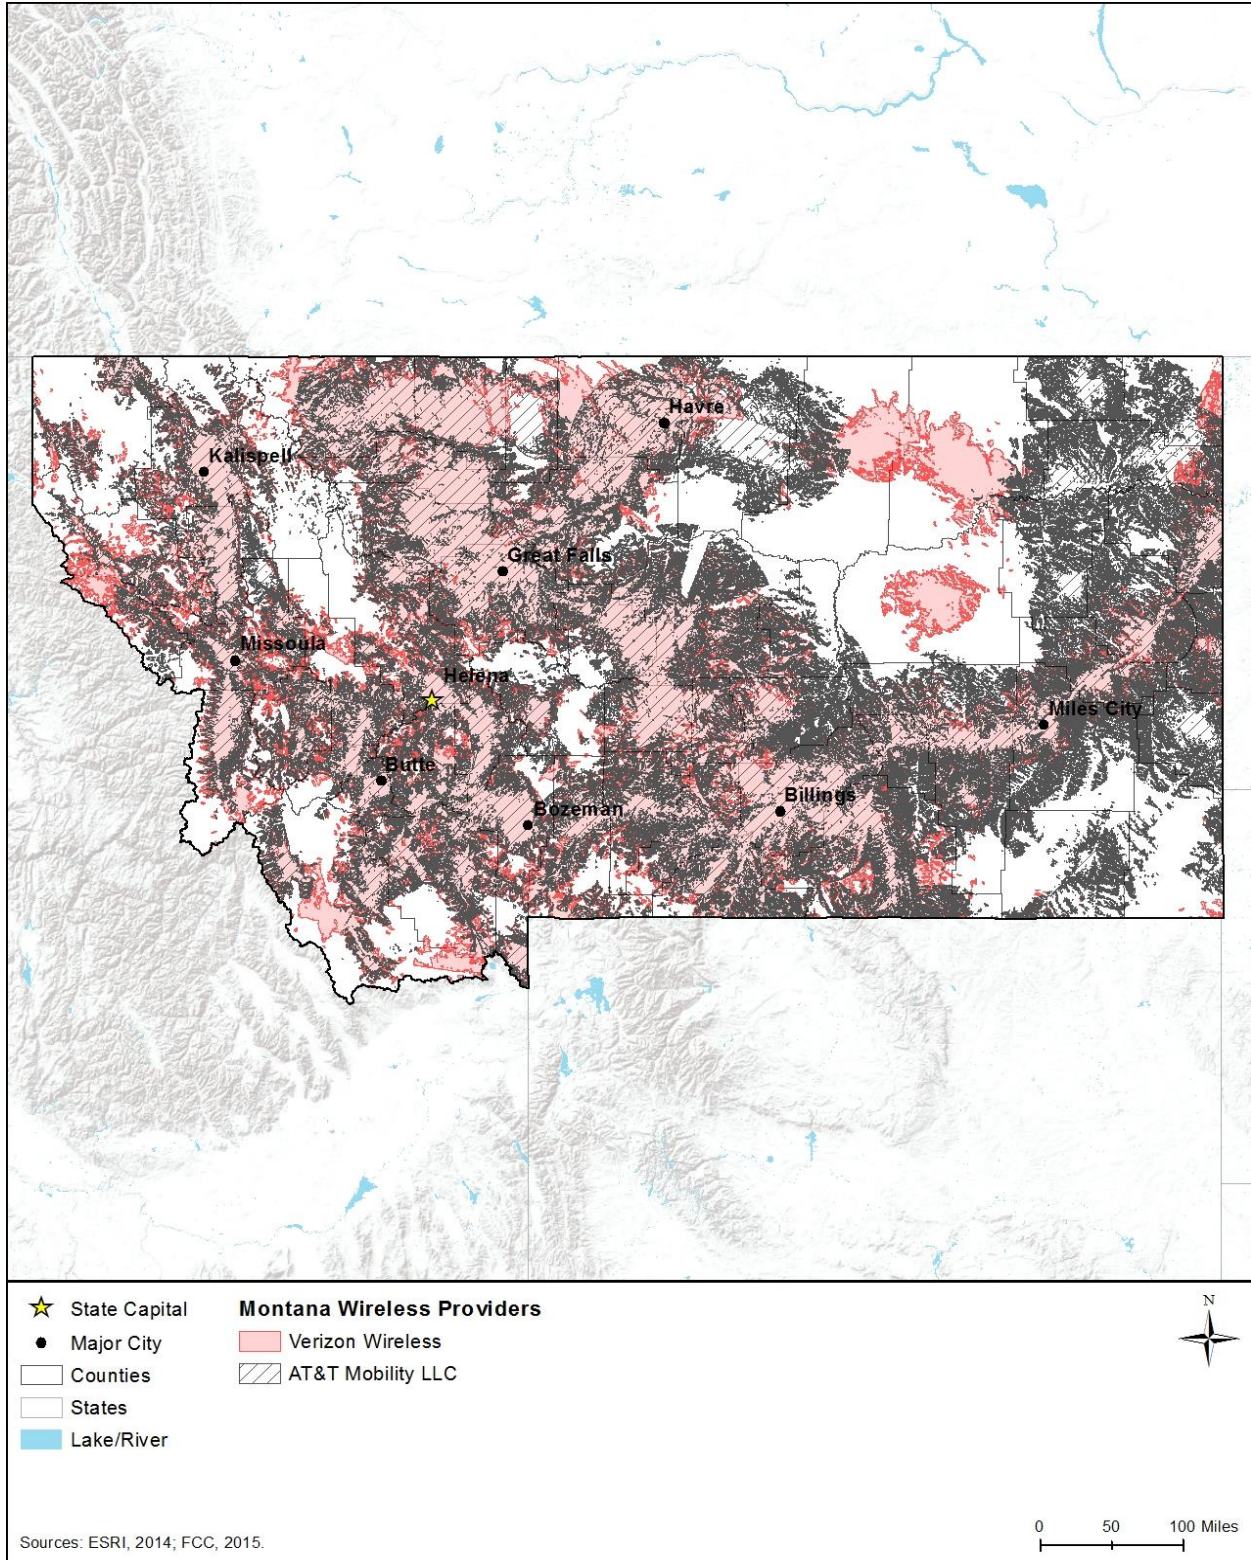 Havre
Kalispell
Great Falls
Missoula
Helena
Miles City
Butte
Billings
Bozeman
State Capital
Major City
Counties
States
Lake/River
Montana Wireless Providers
Verizon Wireless
AT&T Mobility LLC
N
0 50 100 Miles
Sources: ESRI, 2014; FCC, 2015.